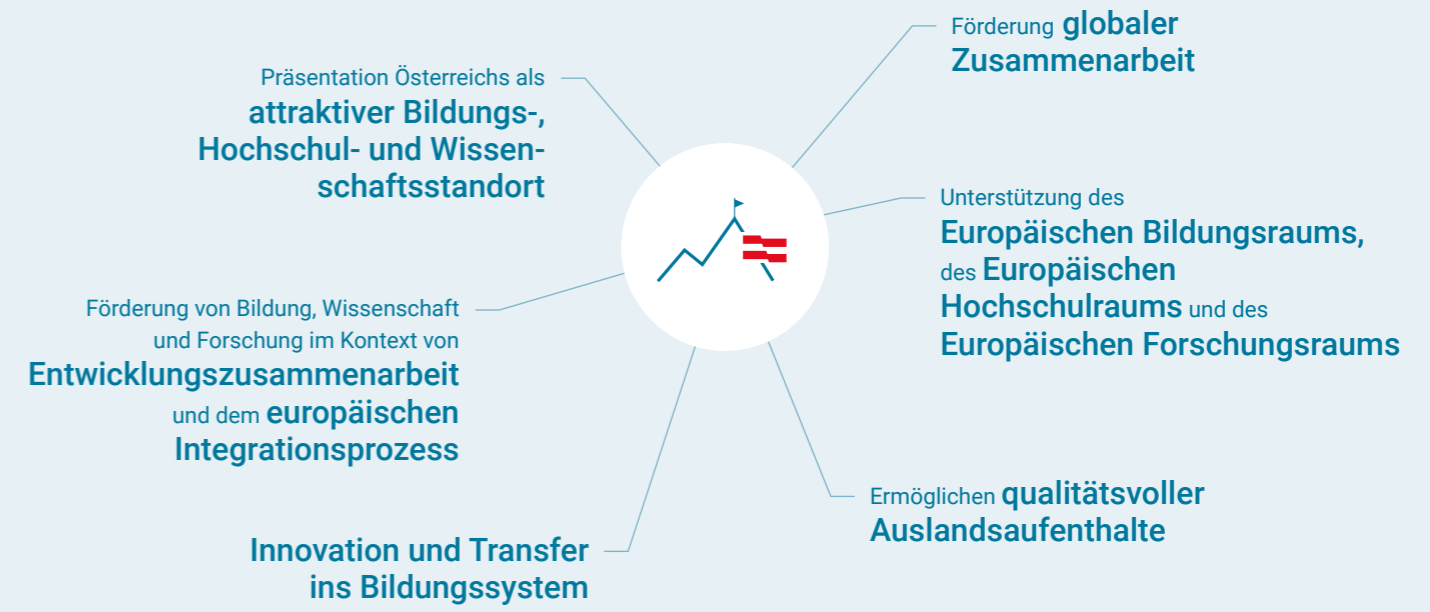 Präsentation Österreichs als
attraktiver Bildungs-,
Hochschul- und Wissen-
schaftsstandort
Förderung globaler
Zusammenarbeit
Unterstützung des
Europäischen Bildungsraums,
des Europäischen
Hochschulraums und des
Europäischen Forschungsraums
Förderung von Bildung, Wissenschaft
und Forschung im Kontext von
Entwicklungszusammenarbeit
und dem europäischen
Integrationsprozess
Ermöglichen qualitätsvoller
Auslandsaufenthalte
Innovation und Transfer
ins Bildungssystem